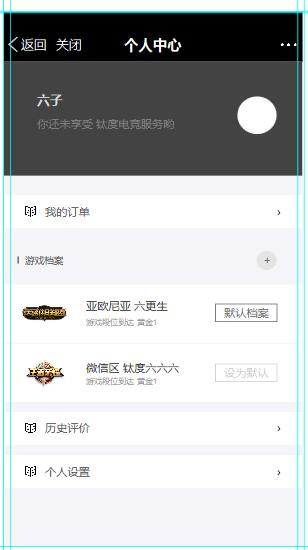 返回 关闭 个人中心
六子
你还未享受 钛度电竞服务哟
我的订单
游戏档案
亚欧尼亚 六更生
游戏段位到达 黄金1
默认档案
微信区 钛度六六六
游戏段位到达 黄金1
设为默认
历史评价
个人设置